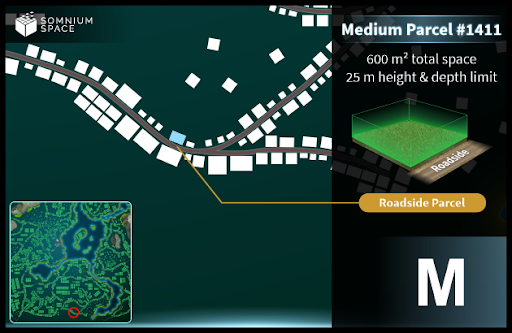 SOMNIUM
SPACE
Medium Parcel #1411
600 m² total space
25 m height & depth limit
Roadside
Roadside Parcel
M